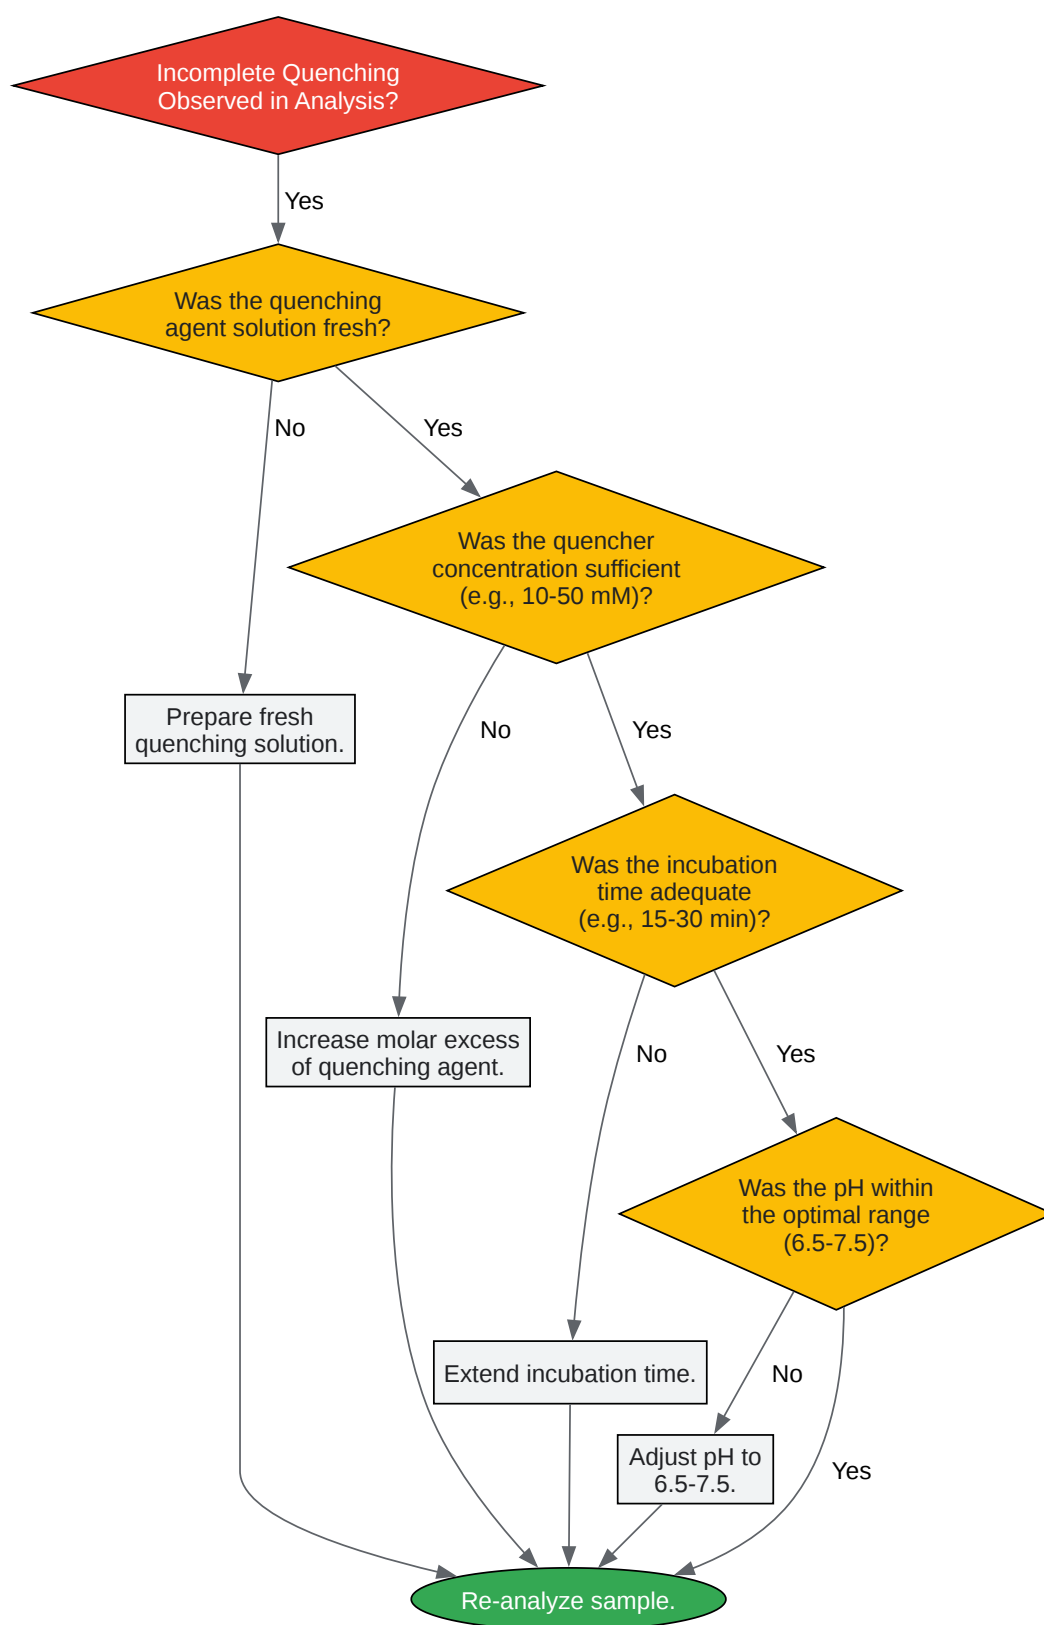 Incomplete Quenching
Observed in Analysis?
Yes
Was the quenching
agent solution fresh?
No
Yes
Was the quencher
concentration sufficient
(e.g., 10-50 mM)?
Prepare fresh
quenching solution.
No
Yes
Was the incubation
time adequate
(e.g., 15-30 min)?
Increase molar excess
of quenching agent.
No
Yes
Was the pH within
the optimal range
(6.5-7.5)?
Extend incubation time.
No
Adjust pH to
6.5-7.5.
Yes
Re-analyze sample.